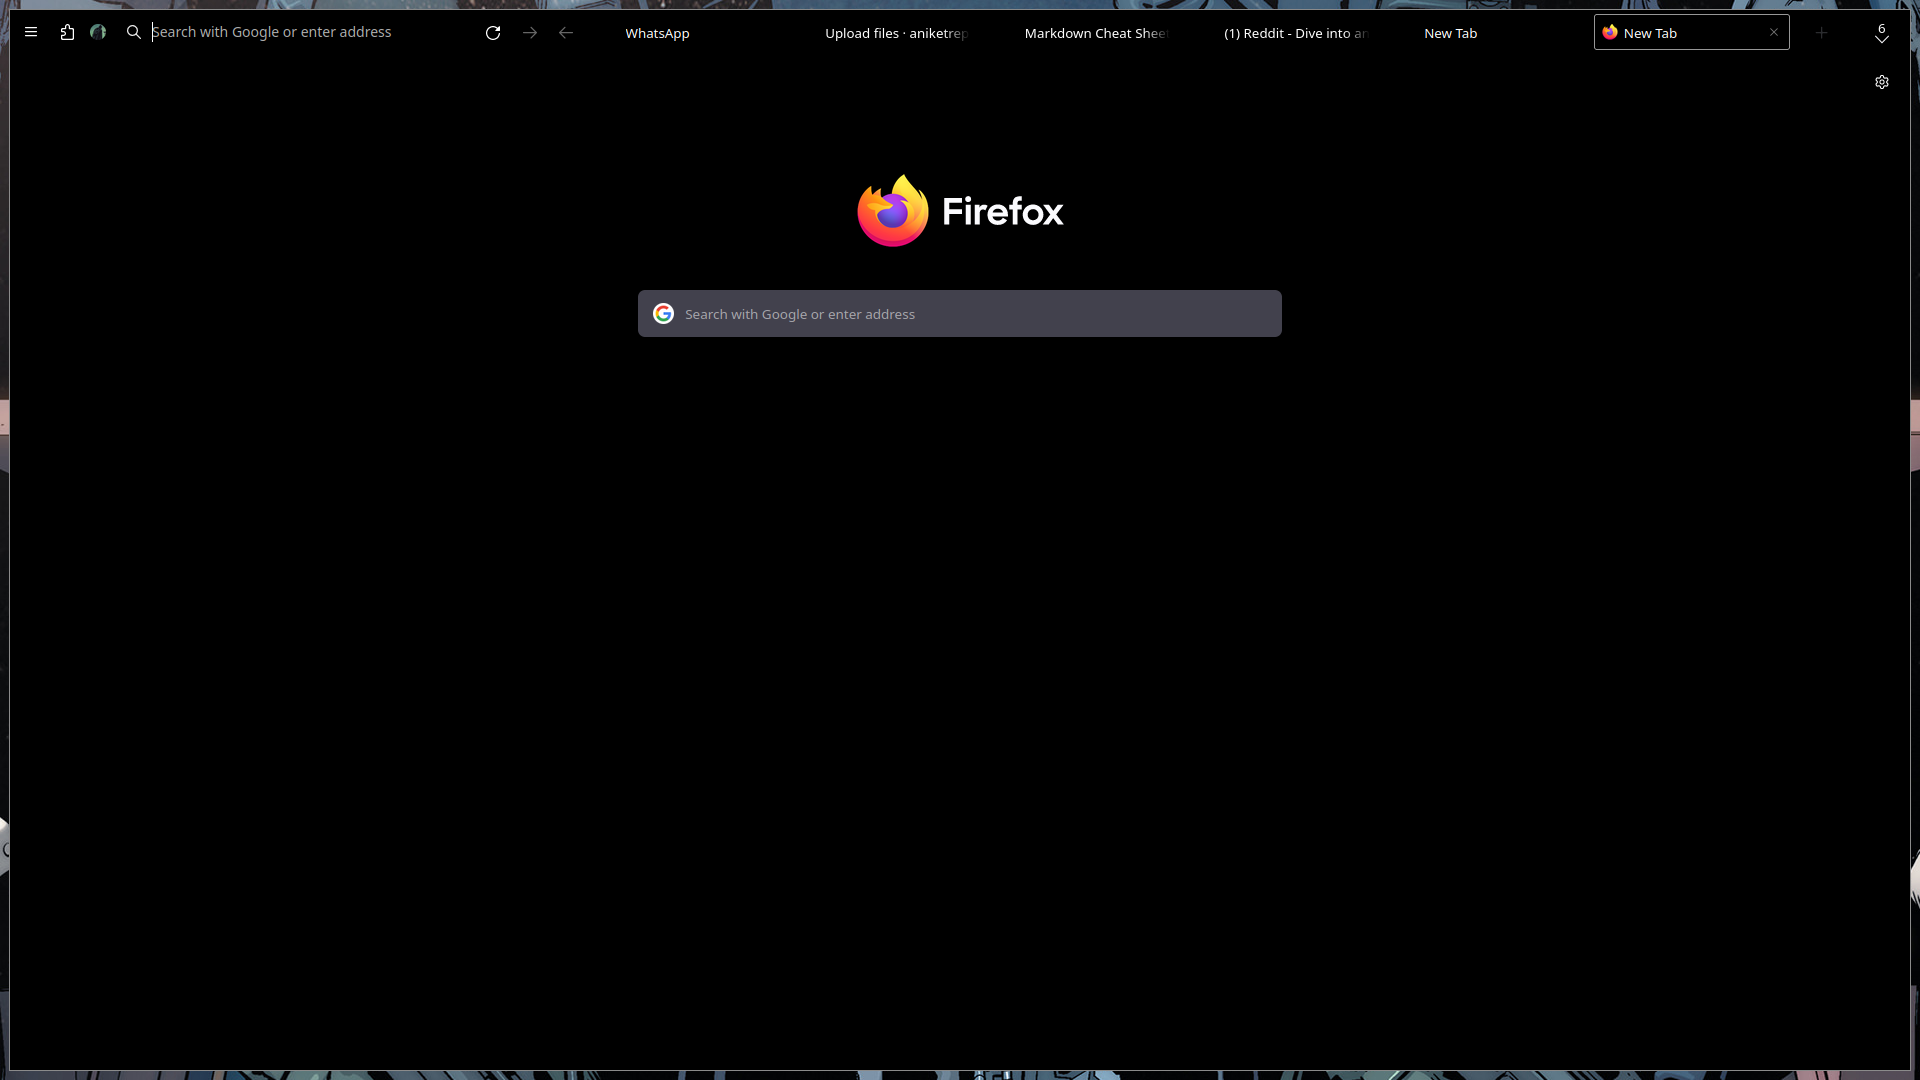 Search with Google or enter address
WhatsApp
Upload files · aniketrep
Markdown Cheat Sheet
(1) Reddit - Dive into an
New Tab
New Tab
6
Firefox
Search with Google or enter address